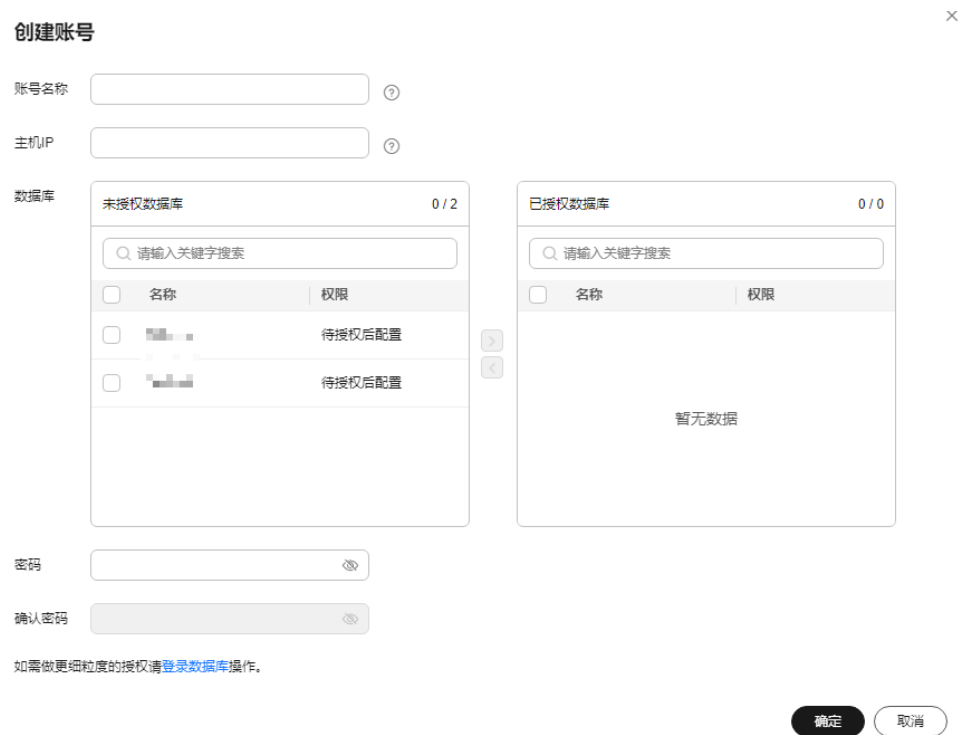 创建账号
账号名称
主机IP
数据库
未授权数据库 0 / 2
请输入关键字搜索
名称 权限
待授权后配置
待授权后配置
已授权数据库 0 / 0
请输入关键字搜索
名称 权限
暂无数据
密码
确认密码
如需做更细粒度的授权请登录数据库操作。
确定 取消